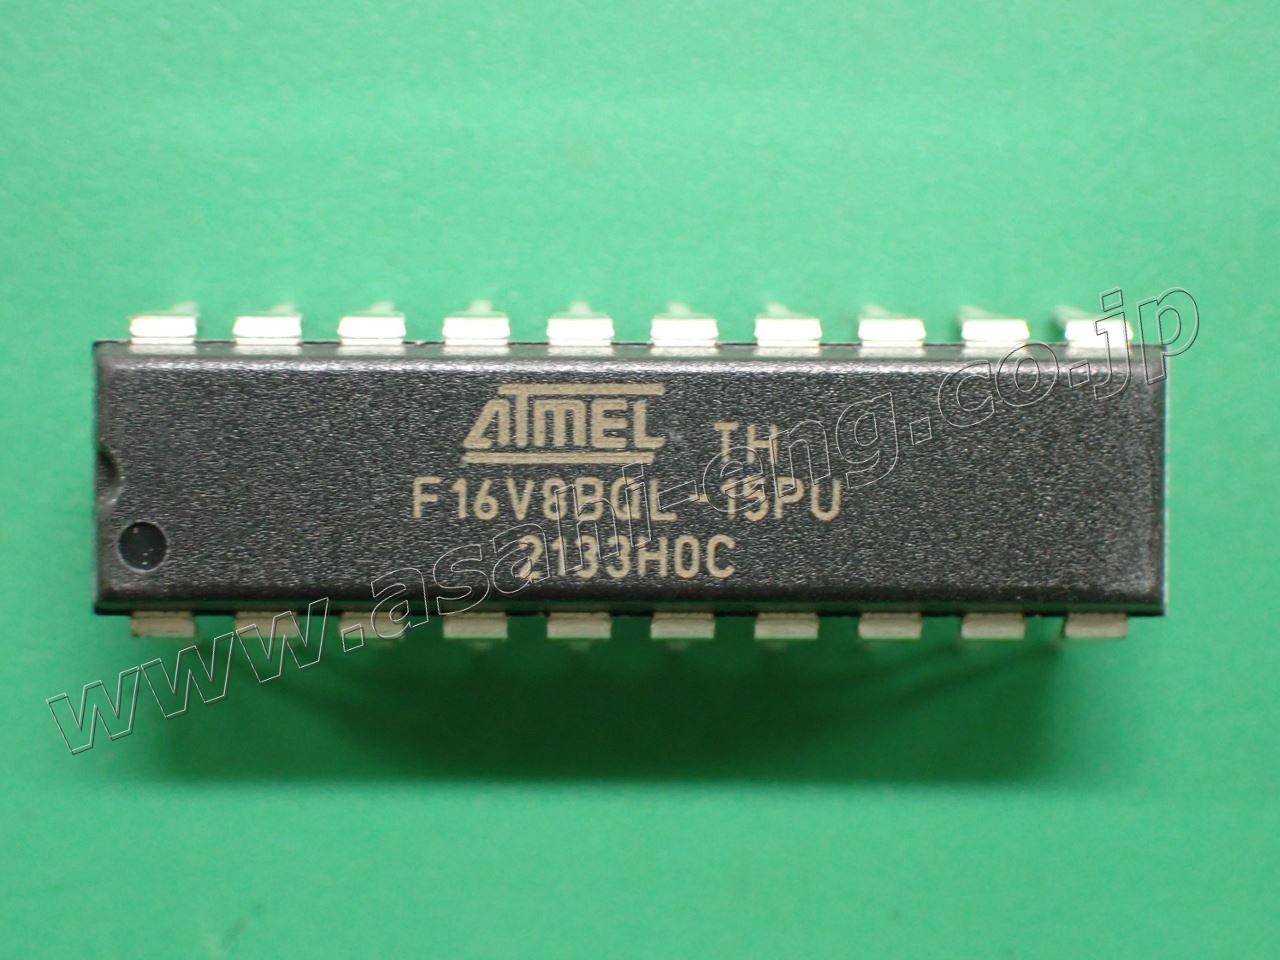 ATMEL TH
F16V8BQL-15PU
2133H0C
www.asahi-eng.co.jp